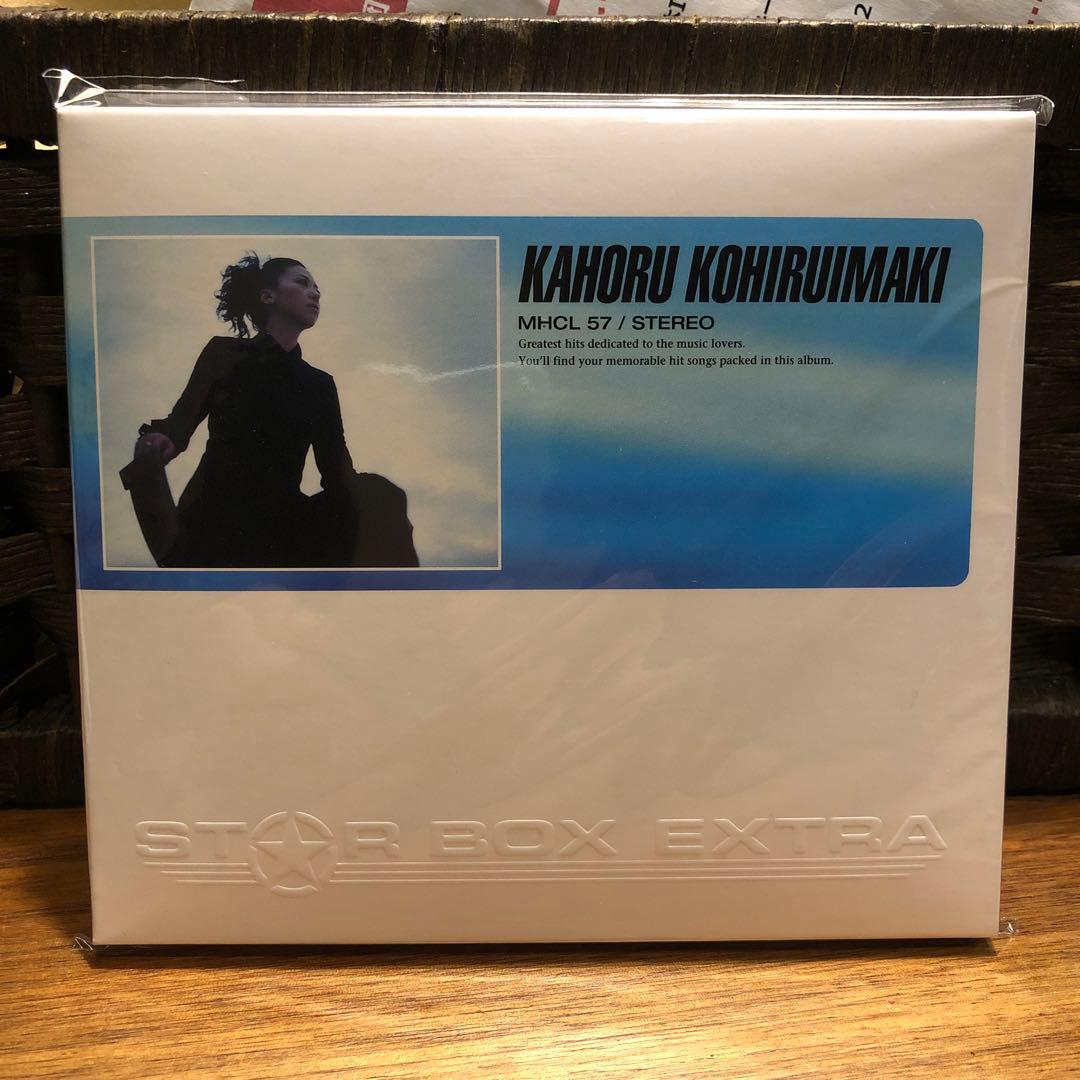 2
KAHORU KOHIRUIMAKI
MHCL 57 / STEREO
Greatest hits dedicated to the music lovers.
You'll find your memorable hit songs packed in this album.
STAR BOX EXTRA